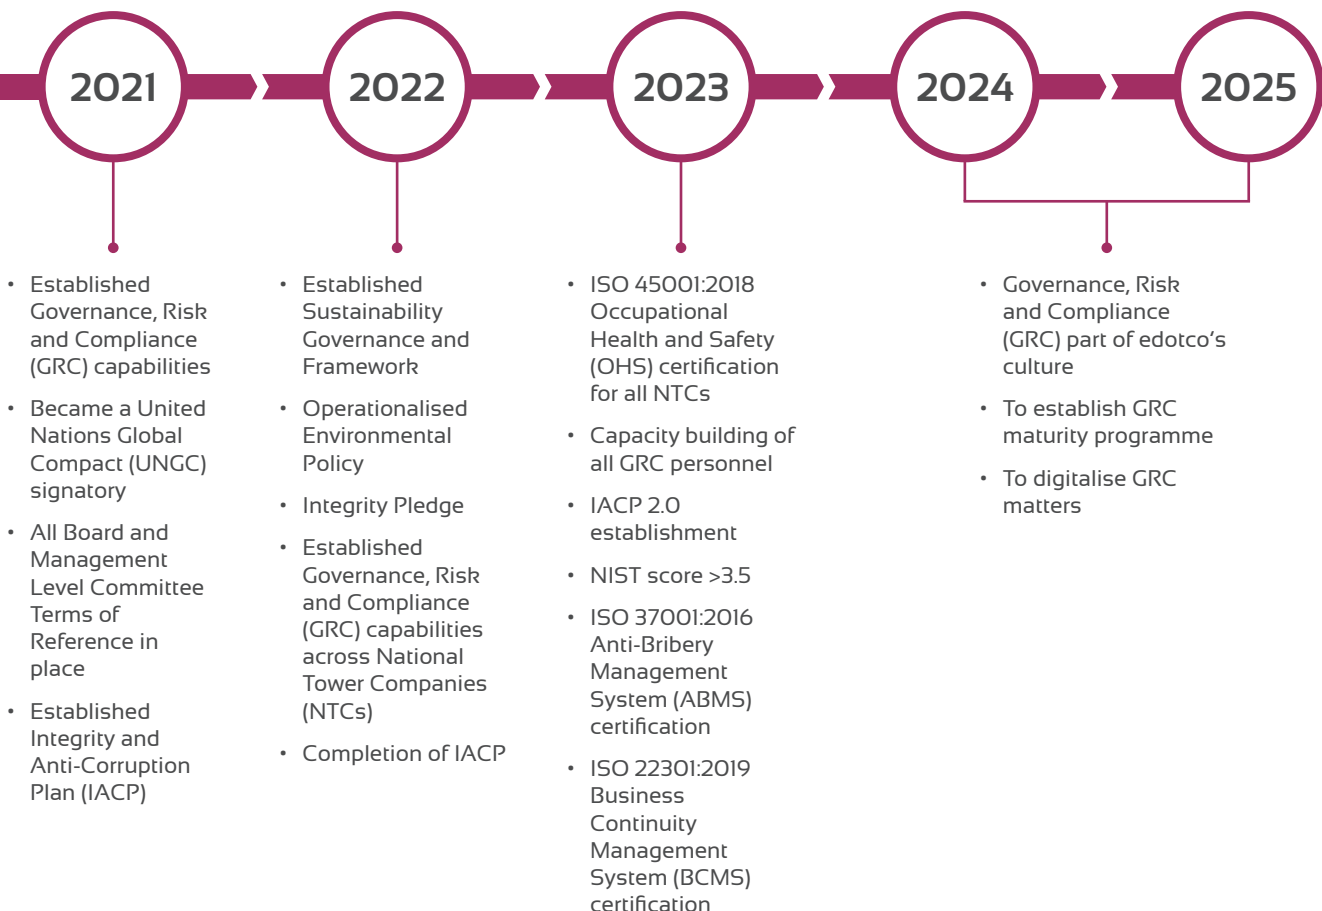 2021
2022
2023
2024
2025
• Established
Governance, Risk
and Compliance
(GRC) capabilities
• Became a United
Nations Global
Compact (UNGC)
signatory
• All Board and
Management
Level Committee
Terms of
Reference in
place
• Established
Integrity and
Anti-Corruption
Plan (IACP)
• Established
Sustainability
Governance and
Framework
• Operationalised
Environmental
Policy
• Integrity Pledge
• Established
Governance, Risk
and Compliance
(GRC) capabilities
across National
Tower Companies
(NTCs)
• Completion of IACP
• ISO 45001:2018
Occupational
Health and Safety
(OHS) certification
for all NTCs
• Capacity building of
all GRC personnel
• IACP 2.0
establishment
• NIST score >3.5
• ISO 37001:2016
Anti-Bribery
Management
System (ABMS)
certification
• ISO 22301:2019
Business
Continuity
Management
System (BCMS)
certification
• Governance, Risk
and Compliance
(GRC) part of edotco's
culture
• To establish GRC
maturity programme
• To digitalise GRC
matters